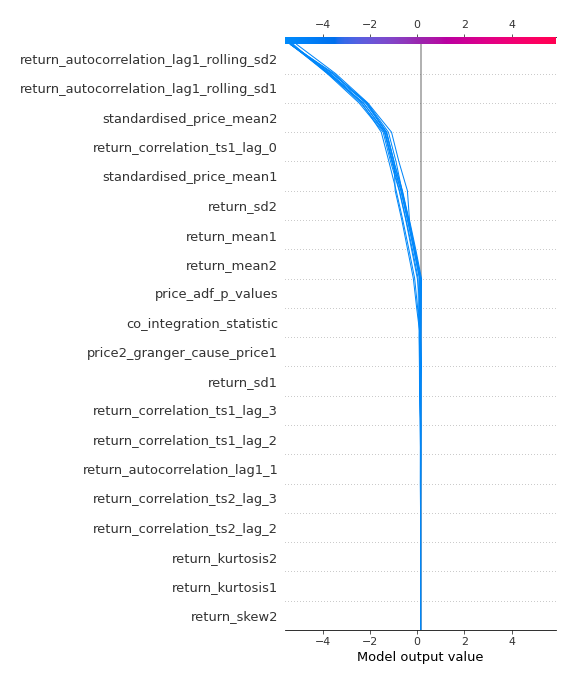 −4 −2 0 2 4
return_autocorrelation_lag1_rolling_sd2
return_autocorrelation_lag1_rolling_sd1
standardised_price_mean2
return_correlation_ts1_lag_0
standardised_price_mean1
return_sd2
return_mean1
return_mean2
price_adf_p_values
co_integration_statistic
price2_granger_cause_price1
return_sd1
return_correlation_ts1_lag_3
return_correlation_ts1_lag_2
return_autocorrelation_lag1_1
return_correlation_ts2_lag_3
return_correlation_ts2_lag_2
return_kurtosis2
return_kurtosis1
return_skew2
−4 −2 0 2 4
Model output value